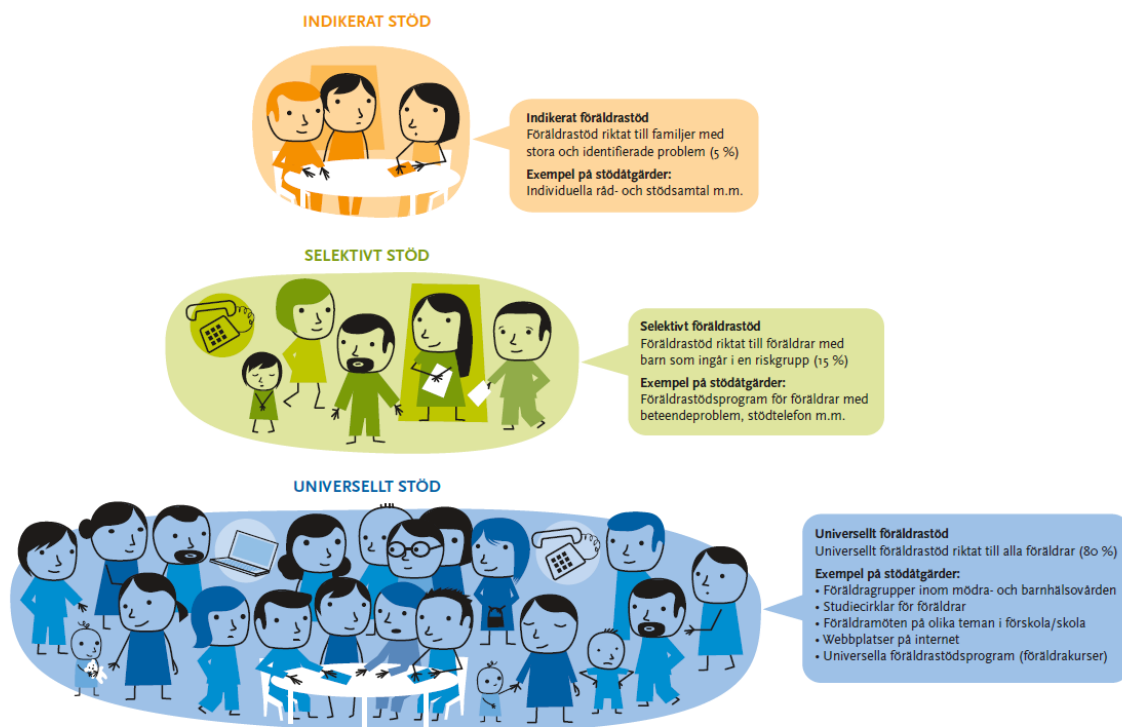 INDIKERAT STÖD
Indikerat föräldrastöd
Föräldrastöd riktat till familjer med
stora och identifierade problem (5 %)
Exempel på stödåtgärder:
Individuella råd- och stödsamtal m.m.
SELEKTIVT STÖD
Selektivt föräldrastöd
Föräldrastöd riktat till föräldrar med
barn som ingår i en riskgrupp (15 %)
Exempel på stödåtgärder:
Föräldrastödsprogram för föräldrar med
beteendeproblem, stödtelefon m.m.
UNIVERSELLT STÖD
Universellt föräldrastöd
Universellt föräldrastöd riktat till alla föräldrar (80 %)
Exempel på stödåtgärder:
• Föräldragrupper inom mödra- och barnhälsovården
• Studiecirklar för föräldrar
• Föräldramöten på olika teman i förskola/skola
• Webbplatser på internet
• Universella föräldrastödsprogram (föräldrakurser)